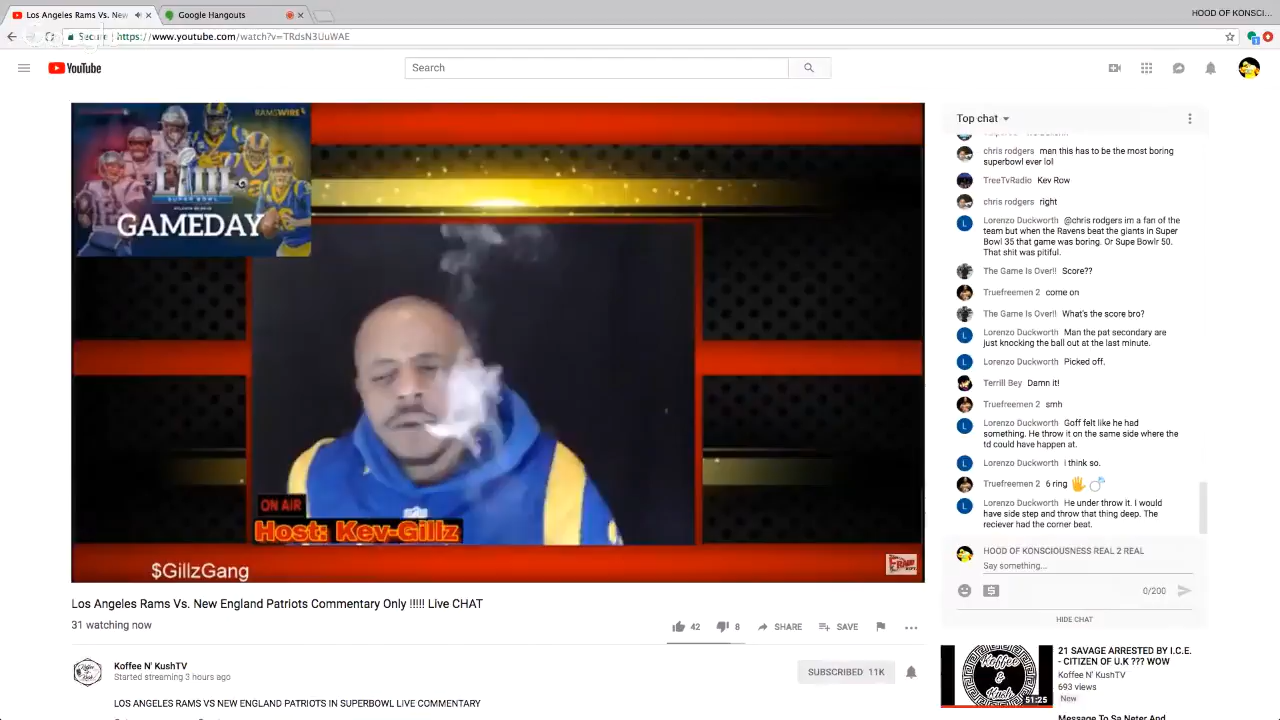 Los Angeles Rams Vs. New
Google Hangouts
HOOD OF KONSCI...
Secure https://www.youtube.com/watch?v=TRdsN3UuWAE
YouTube
Search
RAMSWIRE
LIII
SUPER BOWL
GAMEDAY
ON AIR
Host: Kev-Gillz
$GillzGang
Top chat
chris rodgers man this has to be the most boring
superbowl ever lol
TreeTvRadio Kev Row
chris rodgers right
Lorenzo Duckworth @chris rodgers im a fan of the
team but when the Ravens beat the giants in Super
Bowl 35 that game was boring. Or Supe Bowlr 50.
That shit was pitiful.
The Game Is Over!! Score??
Truefreemen 2 come on
The Game Is Over!! What's the score bro?
Lorenzo Duckworth Man the pat secondary are
just knocking the ball out at the last minute.
Lorenzo Duckworth Picked off.
Terrill Bey Damn it!
Truefreemen 2 smh
Lorenzo Duckworth Goff felt like he had
something. He throw it on the same side where the
td could have happen at.
Lorenzo Duckworth I think so.
Truefreemen 2 6 ring 🖐 💍
Lorenzo Duckworth He under throw it. I would
have side step and throw that thing deep. The
reciever had the corner beat.
HOOD OF KONSCIOUSNESS REAL 2 REAL
Say something...
0/200
HIDE CHAT
Los Angeles Rams Vs. New England Patriots Commentary Only !!!!! Live CHAT
31 watching now
42
8
SHARE
SAVE
Koffee N' KushTV
Started streaming 3 hours ago
SUBSCRIBED 11K
LOS ANGELES RAMS VS NEW ENGLAND PATRIOTS IN SUPERBOWL LIVE COMMENTARY
Koffee & Kush
51:25
21 SAVAGE ARRESTED BY I.C.E.
- CITIZEN OF U.K ??? WOW
Koffee N' KushTV
693 views
New
Message To Sa Neter And